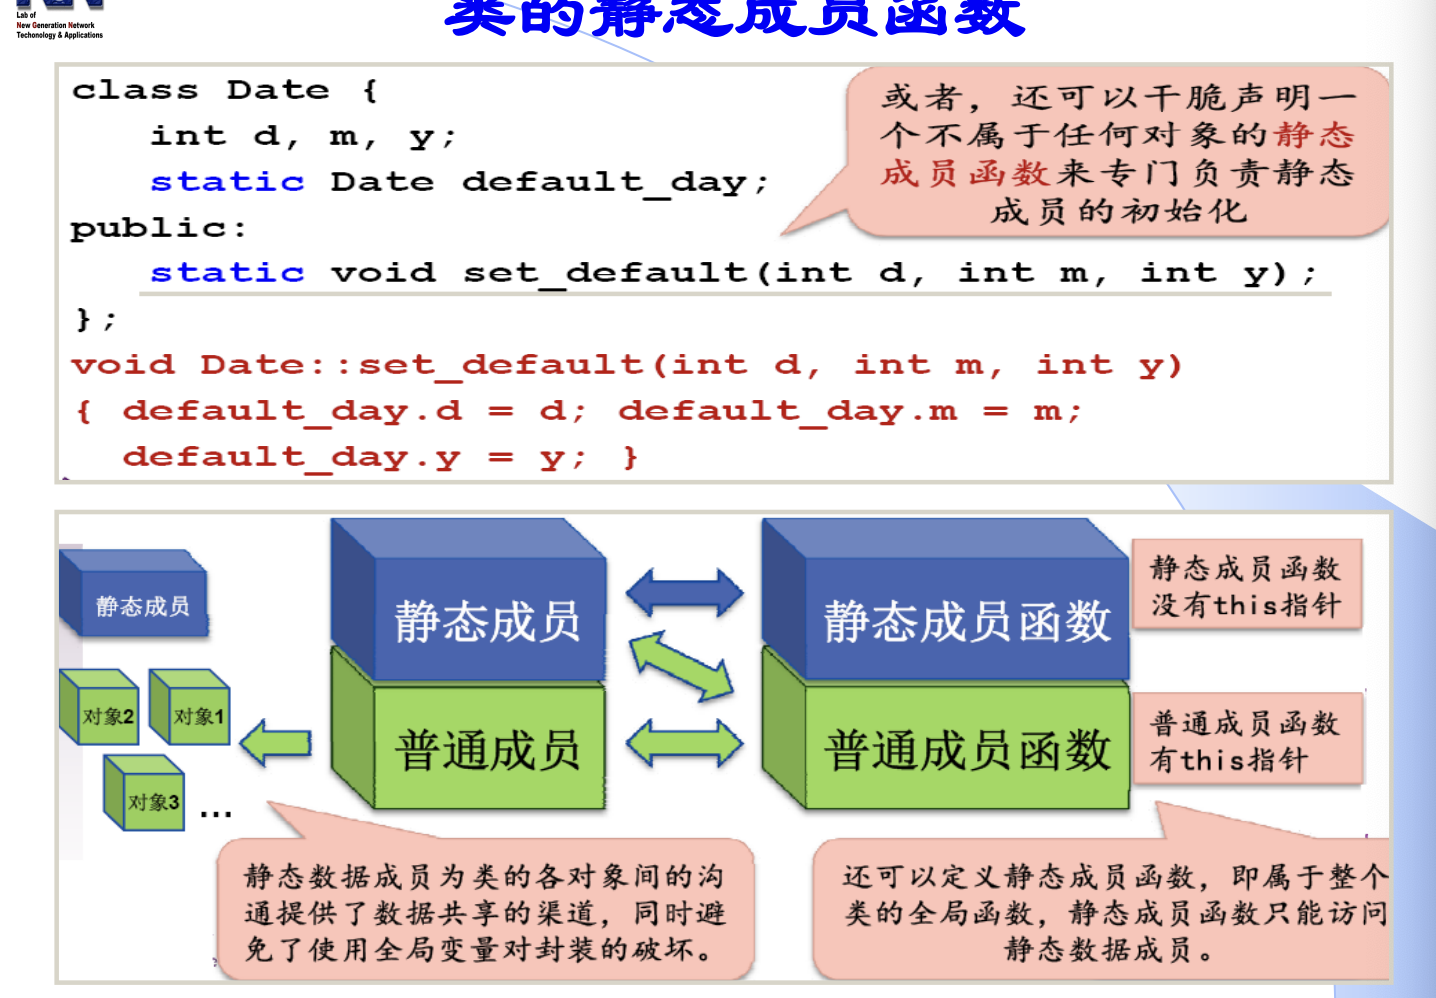 Lab of
New Generation Network
Techonology & Applications
类的静态成员函数
class Date {
int d, m, y;
static Date default_day;
public:
static void set_default(int d, int m, int y);
};
void Date::set_default(int d, int m, int y)
{ default_day.d = d; default_day.m = m;
default_day.y = y; }
或者，还可以干脆声明一
个不属于任何对象的静态
成员函数来专门负责静态
成员的初始化
静态成员
对象2
对象1
对象3
...
静态成员
普通成员
静态成员函数
普通成员函数
静态成员函数
没有this指针
普通成员函数
有this指针
静态数据成员为类的各对象间的沟
通提供了数据共享的渠道，同时避
免了使用全局变量对封装的破坏。
还可以定义静态成员函数，即属于整个
类的全局函数，静态成员函数只能访问
静态数据成员。